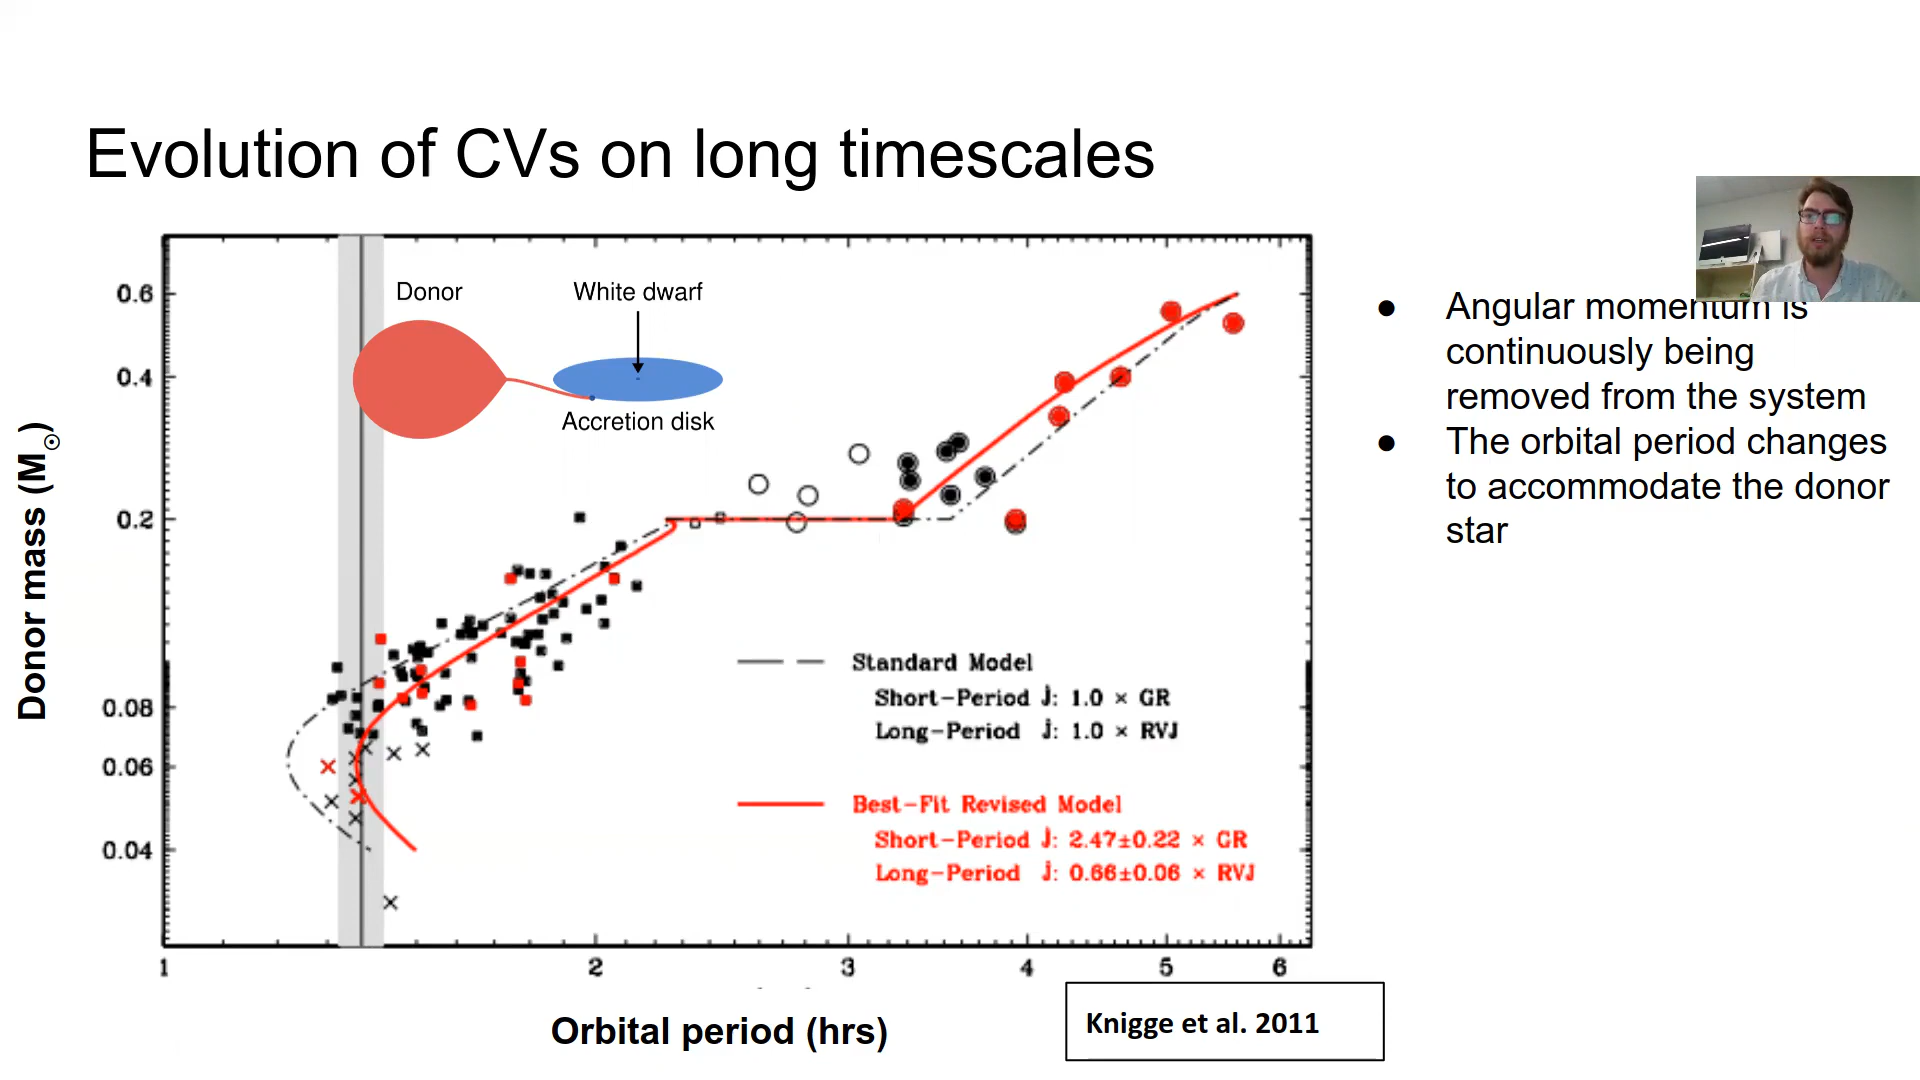 Evolution of CVs on long timescales
Donor
White dwarf
Accretion disk
0.6
0.4
0.2
0.08
0.06
0.04
Donor mass (M☉)
Standard Model
Short-Period J̇: 1.0 × GR
Long-Period J̇: 1.0 × RVJ
Best-Fit Revised Model
Short-Period J̇: 2.47±0.22 × GR
Long-Period J̇: 0.66±0.06 × RVJ
1 2 3 4 5 6
Orbital period (hrs)
Knigge et al. 2011
● Angular momentum is
continuously being
removed from the system
● The orbital period changes
to accommodate the donor
star